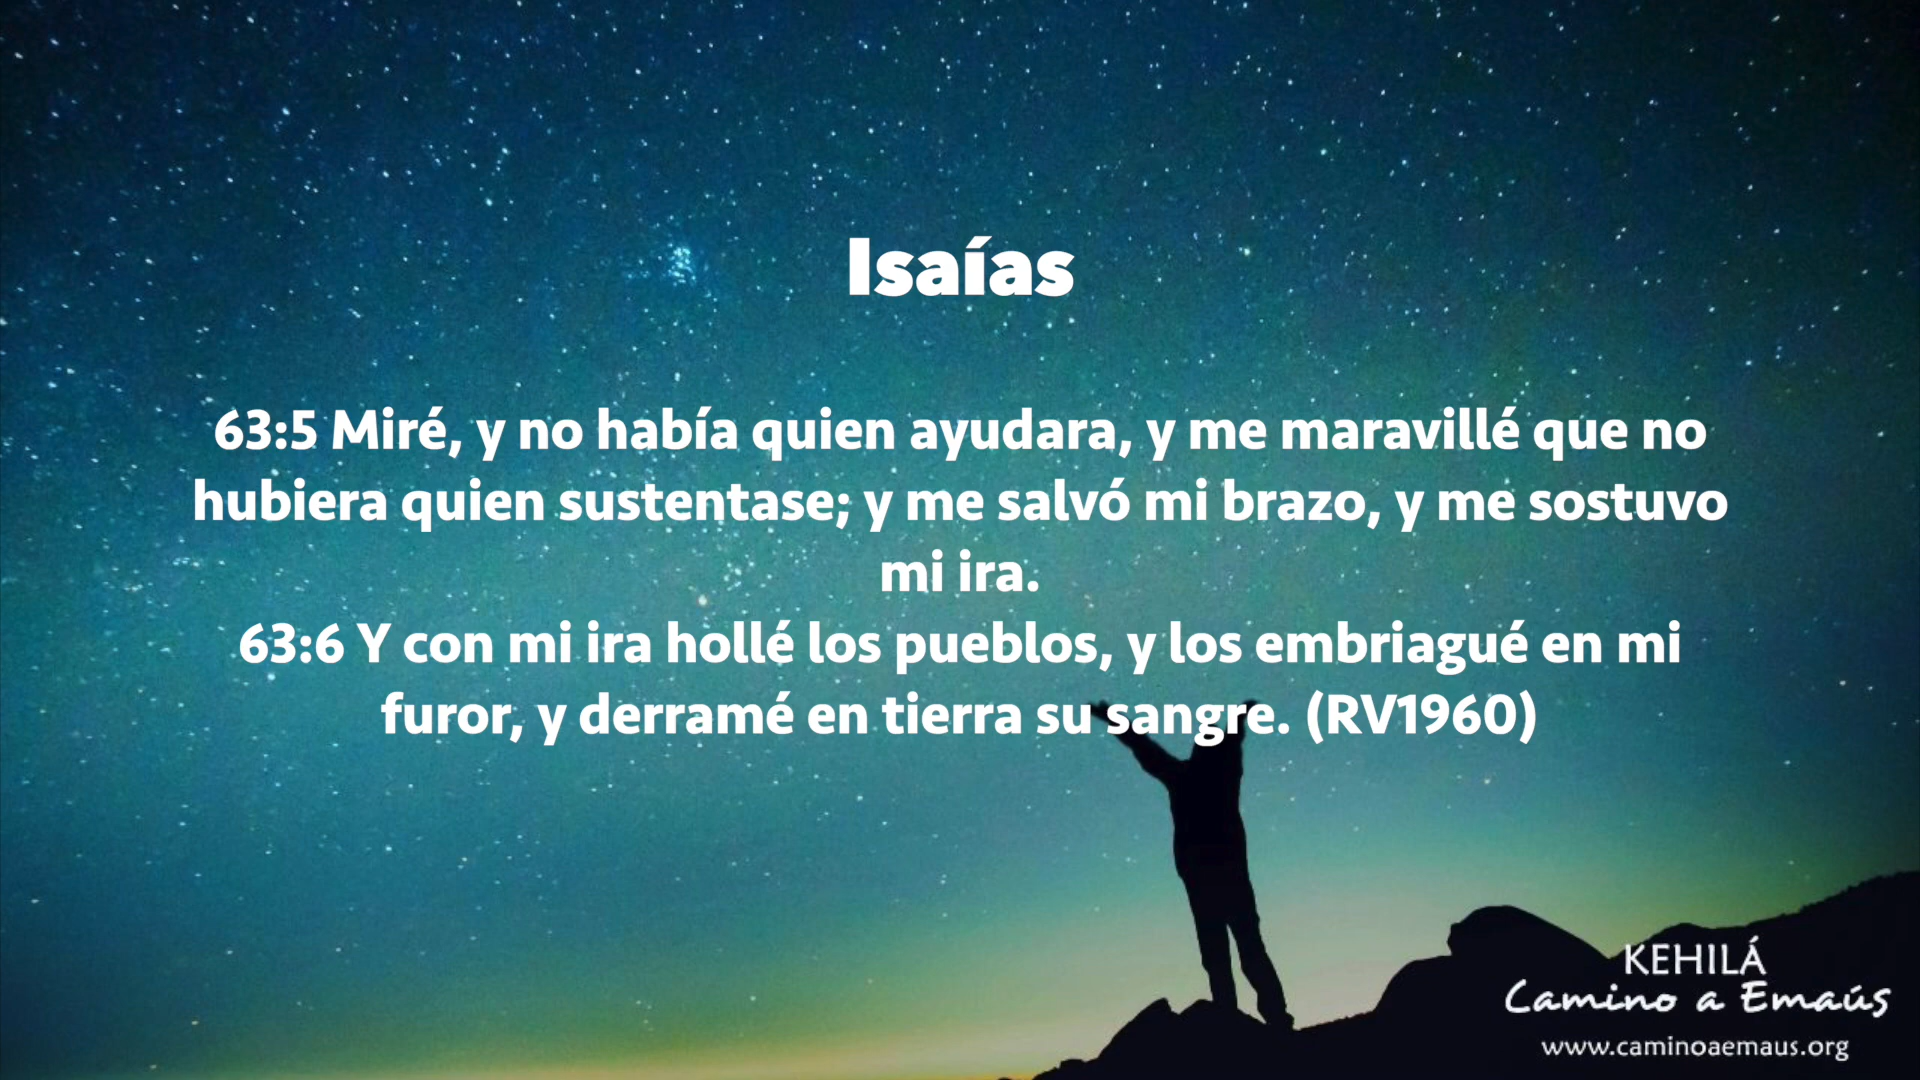 Isaías
63:5 Miré, y no había quien ayudara, y me maravillé que no
hubiera quien sustentase; y me salvó mi brazo, y me sostuvo
mi ira.
63:6 Y con mi ira hollé los pueblos, y los embriagué en mi
furor, y derramé en tierra su sangre. (RV1960)
KEHILÁ
Camino a Emaús
www.caminoaemaus.org